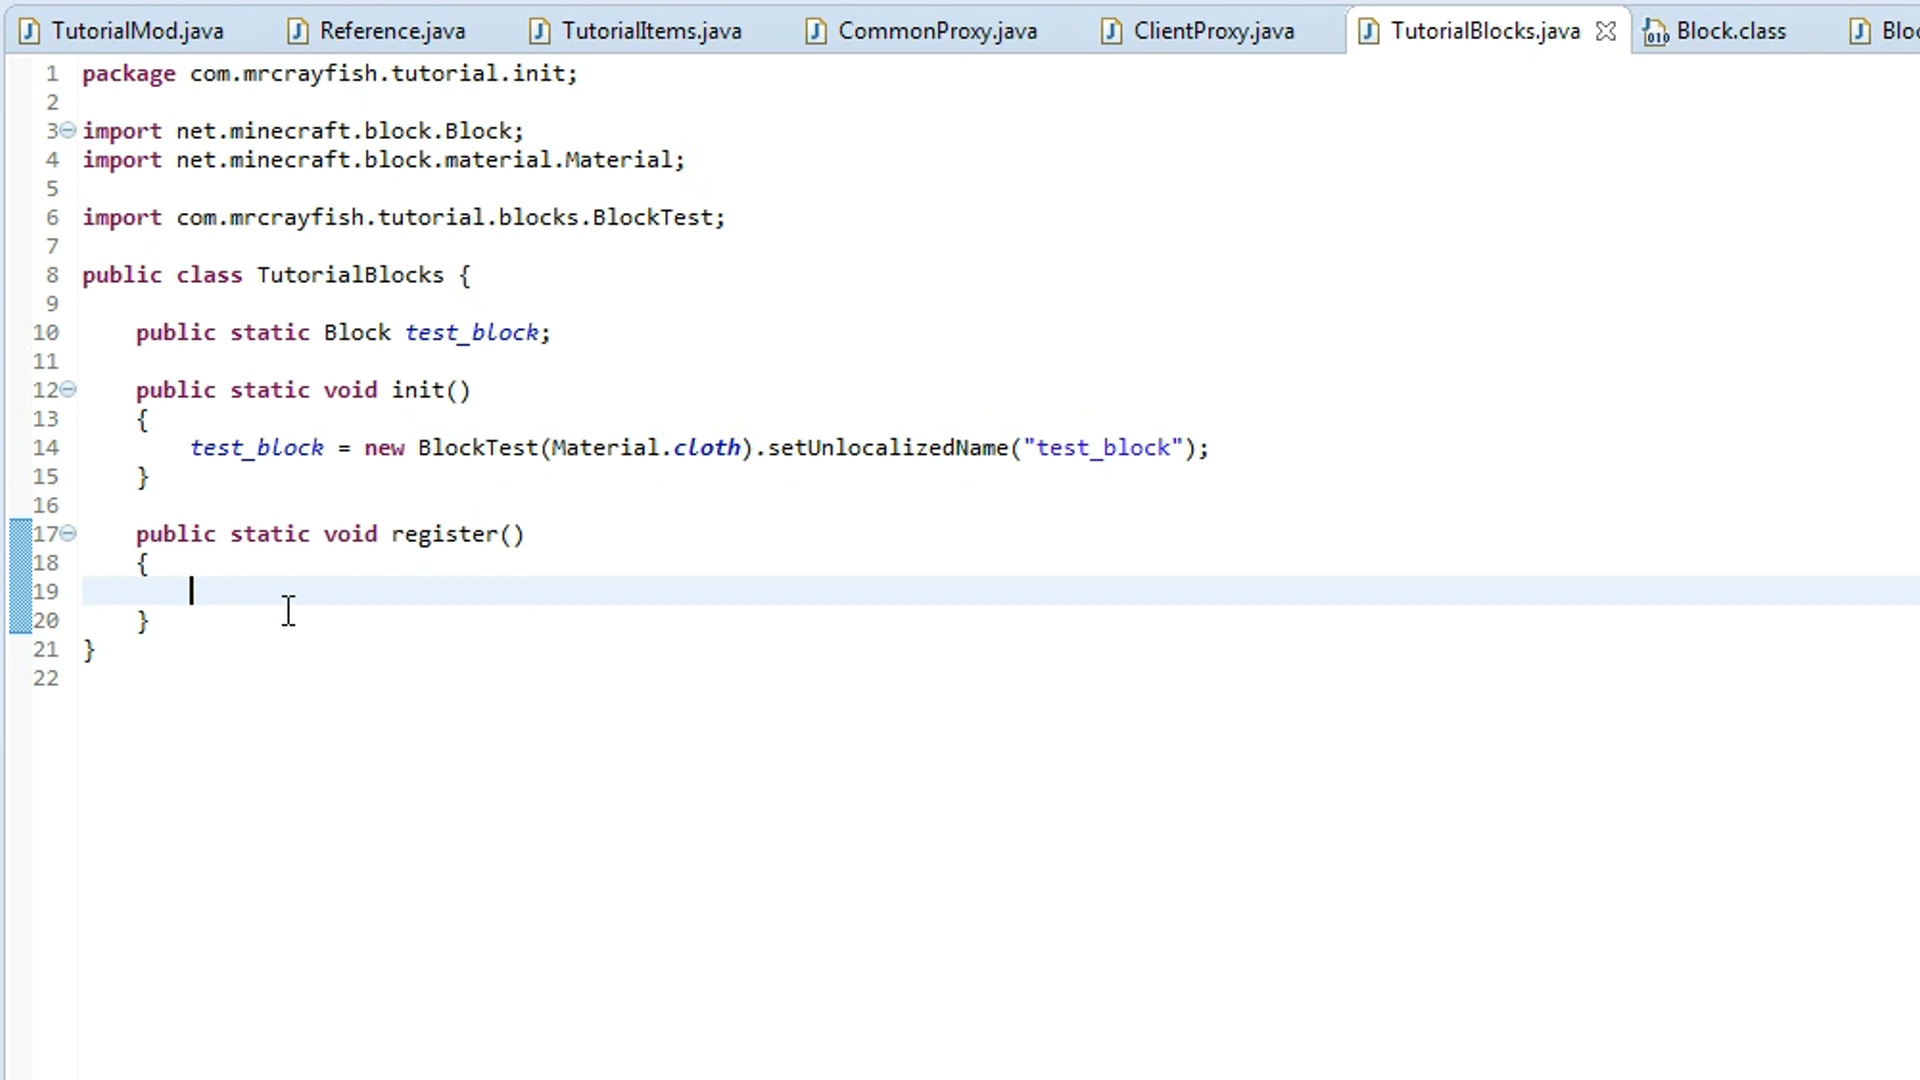 TutorialMod.java Reference.java TutorialItems.java CommonProxy.java ClientProxy.java TutorialBlocks.java Block.class Bloc
1 package com.mrcrayfish.tutorial.init;
2
3 import net.minecraft.block.Block;
4 import net.minecraft.block.material.Material;
5
6 import com.mrcrayfish.tutorial.blocks.BlockTest;
7
8 public class TutorialBlocks {
9
10 public static Block test_block;
11
12 public static void init()
13 {
14 test_block = new BlockTest(Material.cloth).setUnlocalizedName("test_block");
15 }
16
17 public static void register()
18 {
19
20 }
21 }
22